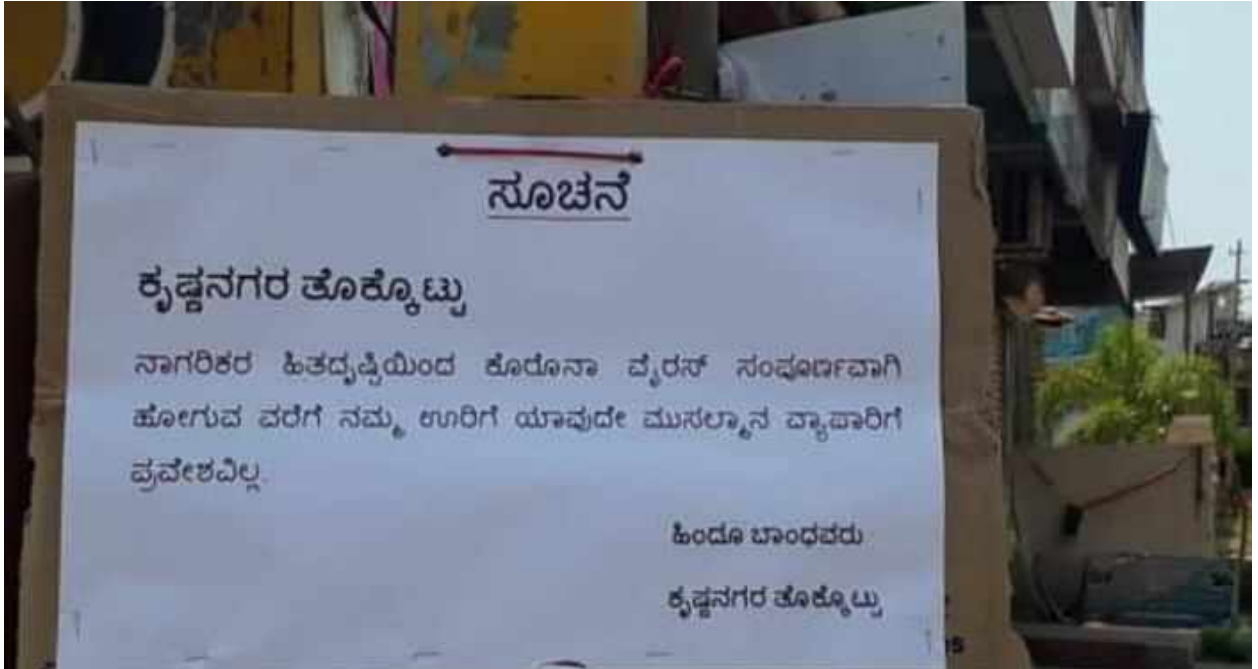 ಸೂಚನೆ
ಕೃಷ್ಣನಗರ ತೊಕ್ಕೊಟ್ಟು
ನಾಗರಿಕರ ಹಿತದೃಷ್ಠಿಯಿಂದ ಕೊರೊನಾ ವೈರಸ್ ಸಂಪೂರ್ಣವಾಗಿ
ಹೋಗುವ ವರೆಗೆ ನಮ್ಮ ಊರಿಗೆ ಯಾವುದೇ ಮುಸಲ್ಮಾನ ವ್ಯಾಪಾರಿಗೆ
ಪ್ರವೇಶವಿಲ್ಲ.
ಹಿಂದೂ ಬಾಂಧವರು
ಕೃಷ್ಣನಗರ ತೊಕ್ಕೊಟ್ಟು